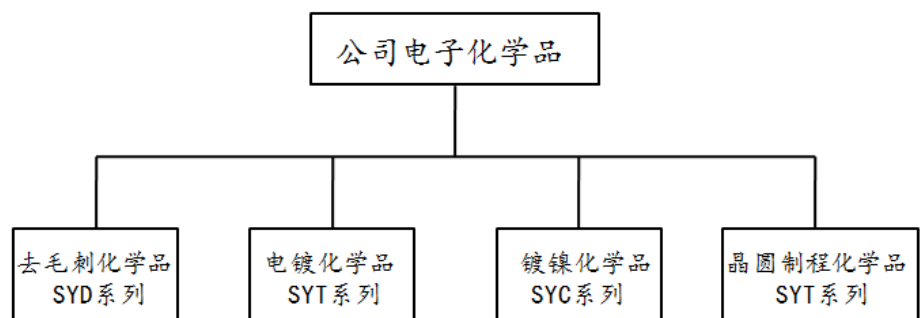 公司电子化学品
去毛刺化学品
SYD系列
电镀化学品
SYT系列
镀镍化学品
SYC系列
晶圆制程化学品
SYT系列